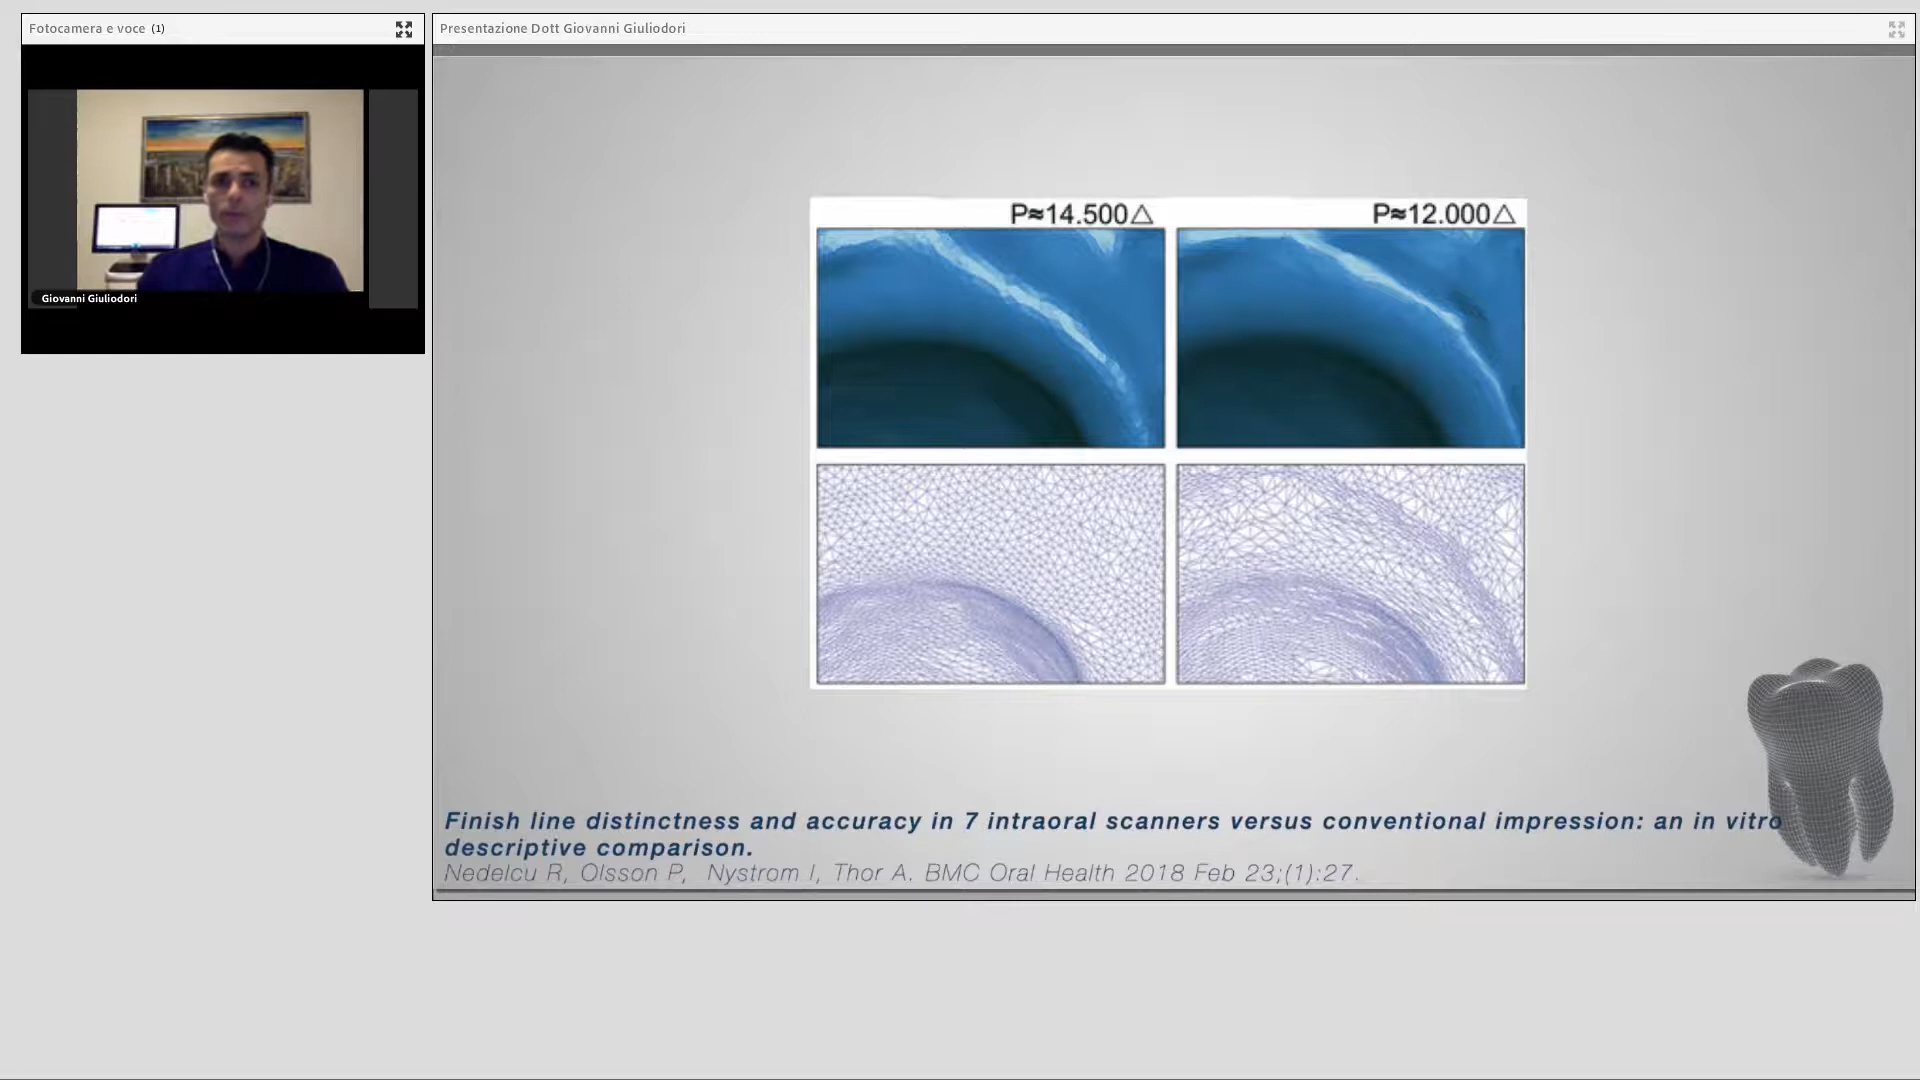 Fotocamera e voce (1)
Presentazione Dott Giovanni Giuliodori
Giovanni Giuliodori
P≈14.500△
P≈12.000△
Finish line distinctness and accuracy in 7 intraoral scanners versus conventional impression: an in vitro
descriptive comparison.
Nedelcu R, Olsson P, Nystrom I, Thor A. BMC Oral Health 2018 Feb 23;(1):27.